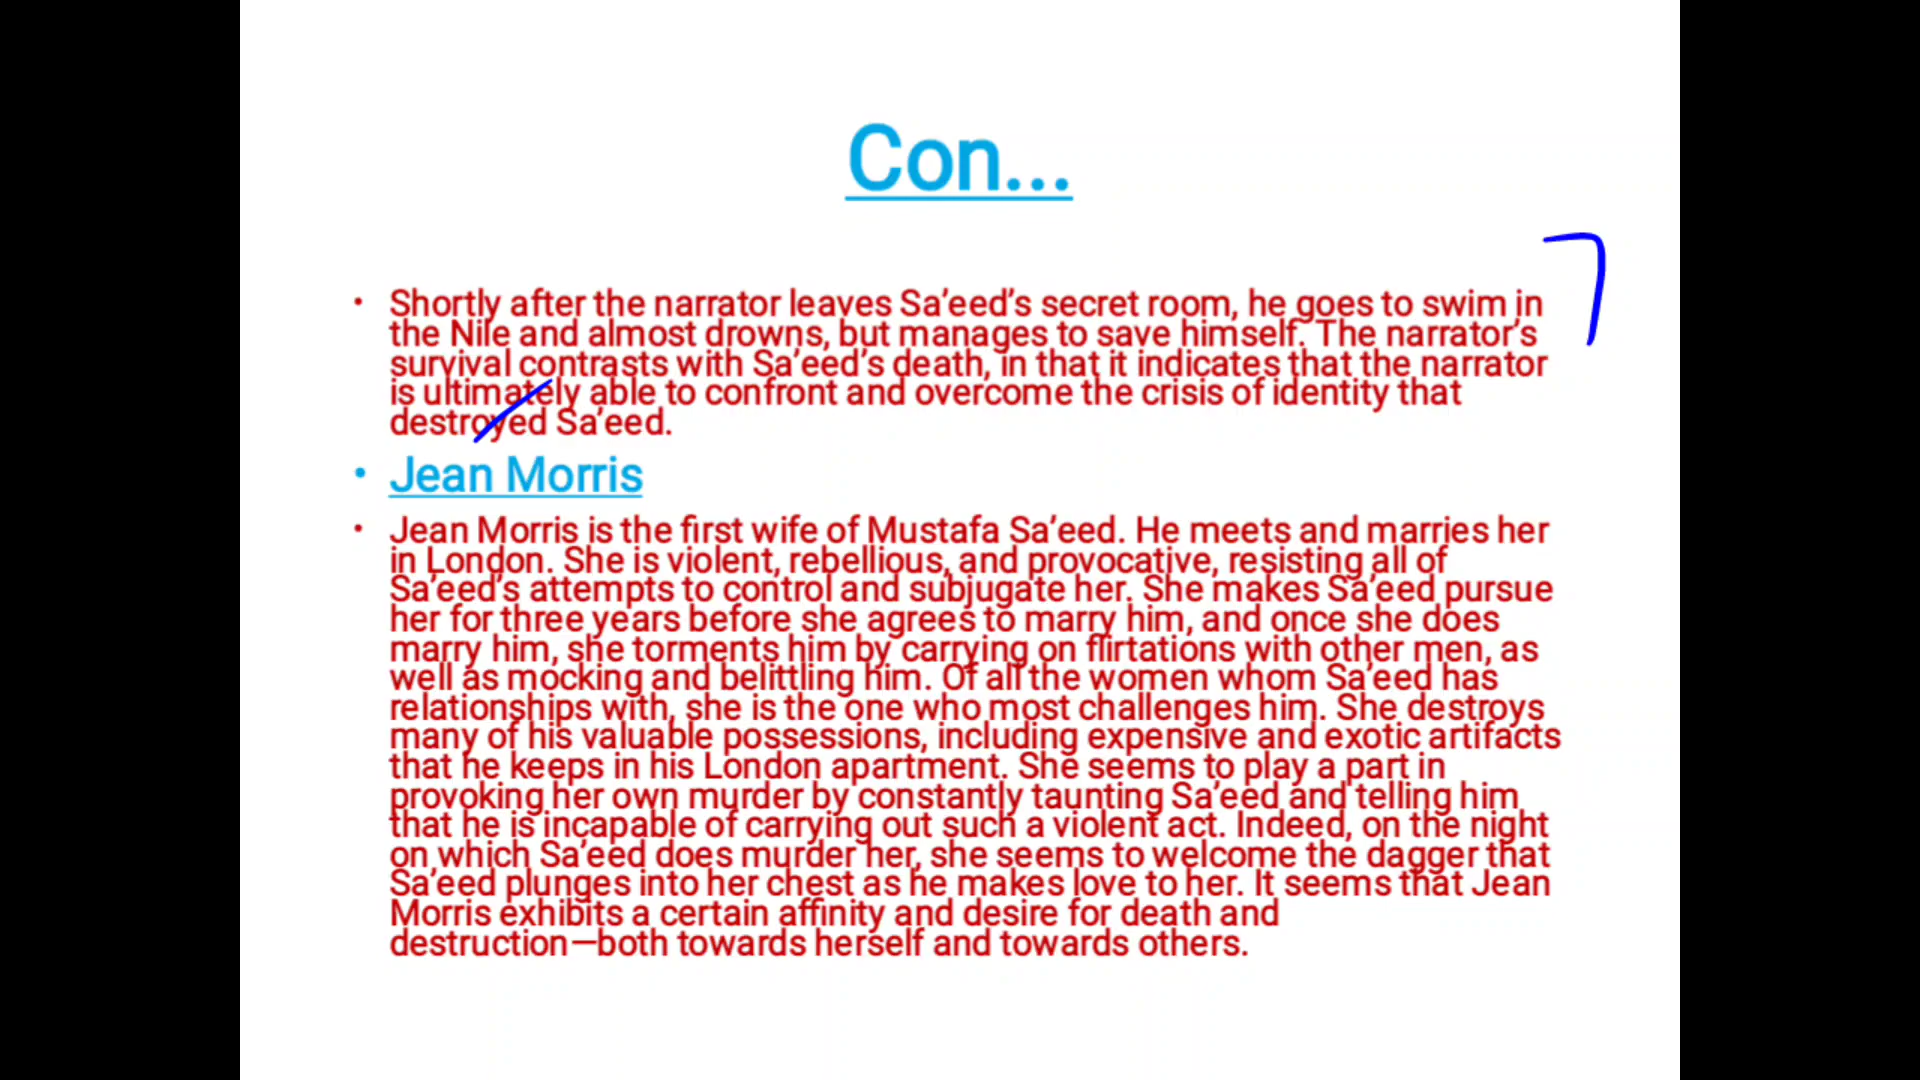 Con...
• Shortly after the narrator leaves Sa’eed’s secret room, he goes to swim in
the Nile and almost drowns, but manages to save himself. The narrator’s
survival contrasts with Sa’eed’s death, in that it indicates that the narrator
is ultimately able to confront and overcome the crisis of identity that
destroyed Sa’eed.
• Jean Morris
• Jean Morris is the first wife of Mustafa Sa’eed. He meets and marries her
in London. She is violent, rebellious, and provocative, resisting all of
Sa’eed’s attempts to control and subjugate her. She makes Sa’eed pursue
her for three years before she agrees to marry him, and once she does
marry him, she torments him by carrying on flirtations with other men, as
well as mocking and belittling him. Of all the women whom Sa’eed has
relationships with, she is the one who most challenges him. She destroys
many of his valuable possessions, including expensive and exotic artifacts
that he keeps in his London apartment. She seems to play a part in
provoking her own murder by constantly taunting Sa’eed and telling him
that he is incapable of carrying out such a violent act. Indeed, on the night
on which Sa’eed does murder her, she seems to welcome the dagger that
Sa’eed plunges into her chest as he makes love to her. It seems that Jean
Morris exhibits a certain affinity and desire for death and
destruction—both towards herself and towards others.